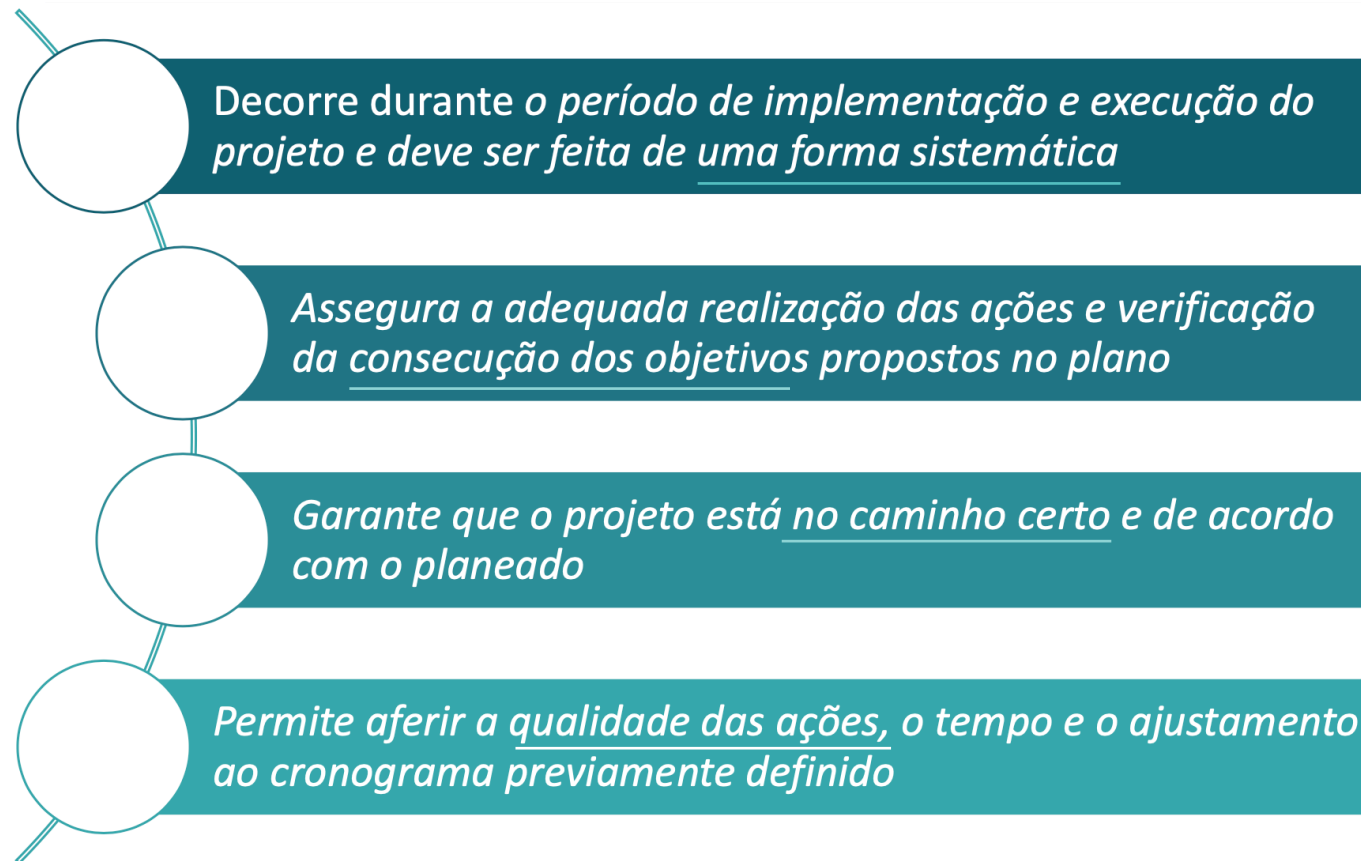 Decorre durante o período de implementação e execução do
projeto e deve ser feita de uma forma sistemática
Assegura a adequada realização das ações e verificação
da consecução dos objetivos propostos no plano
Garante que o projeto está no caminho certo e de acordo
com o planeado
Permite aferir a qualidade das ações, o tempo e o ajustamento
ao cronograma previamente definido